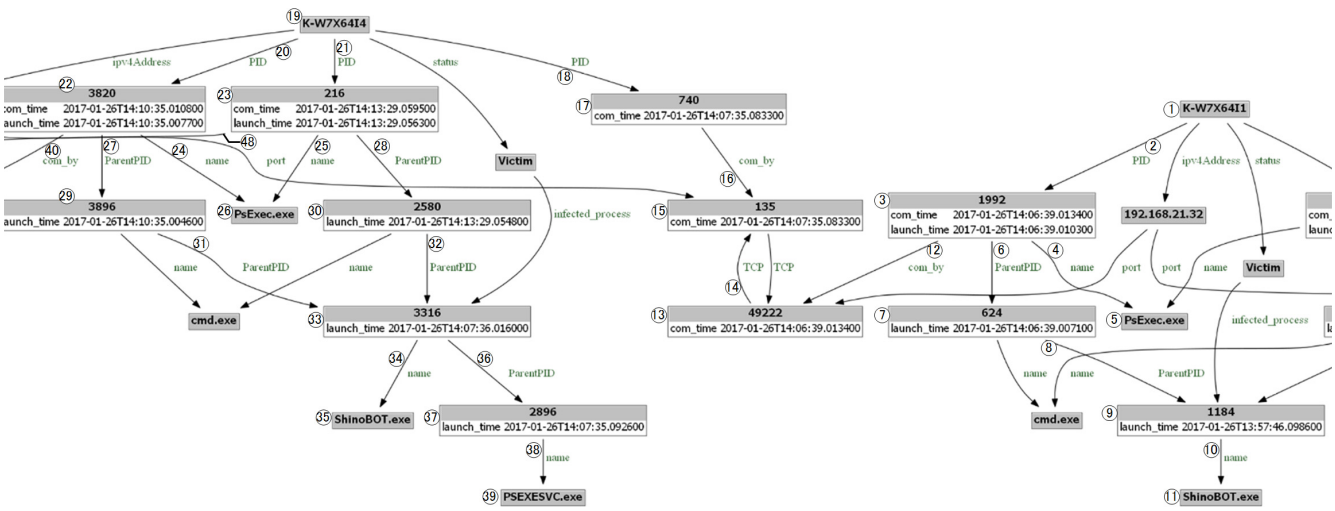 ⑲ K-W7X64I4
ipv4Address
⑳ PID
㉑ PID
status
PID
⑱
㉒ 3820
com_time 2017-01-26T14:10:35.010800
launch_time 2017-01-26T14:10:35.007700
㉓ 216
com_time 2017-01-26T14:13:29.059500
launch_time 2017-01-26T14:13:29.056300
⑰ 740
com_time 2017-01-26T14:07:35.083300
① K-W7X64I1
② PID
ipv4Address
status
㊵ com_by
㉗ ParentPID
㉔ name
㊽ port
㉕ name
㉘ ParentPID
Victim
com_by
⑯
㉙ 3896
launch_time 2017-01-26T14:10:35.004600
㉖ PsExec.exe
㉚ 2580
launch_time 2017-01-26T14:13:29.054800
infected_process
⑮ 135
com_time 2017-01-26T14:07:35.083300
③ 1992
com_time 2017-01-26T14:06:39.013400
launch_time 2017-01-26T14:06:39.010300
192.168.21.32
㉛ ParentPID
name
name
㉜ ParentPID
TCP
TCP
⑭
⑫ com_by
⑥ ParentPID
④ name
port
port
name
Victim
cmd.exe
㉝ 3316
launch_time 2017-01-26T14:07:36.016000
⑬ 49222
com_time 2017-01-26T14:06:39.013400
⑦ 624
launch_time 2017-01-26T14:06:39.007100
⑤ PsExec.exe
infected_process
㉞ name
㊱ ParentPID
⑧ ParentPID
name
name
㉟ ShinoBOT.exe
㊲ 2896
launch_time 2017-01-26T14:07:35.092600
cmd.exe
⑨ 1184
launch_time 2017-01-26T13:57:46.098600
㊳ name
⑩ name
㊴ PSEXESVC.exe
⑪ ShinoBOT.exe